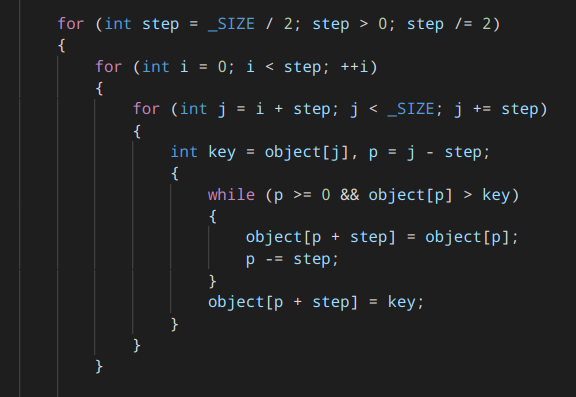 for (int step = _SIZE / 2; step > 0; step /= 2)
{
for (int i = 0; i < step; ++i)
{
for (int j = i + step; j < _SIZE; j += step)
{
int key = object[j], p = j - step;
{
while (p >= 0 && object[p] > key)
{
object[p + step] = object[p];
p -= step;
}
object[p + step] = key;
}
}
}